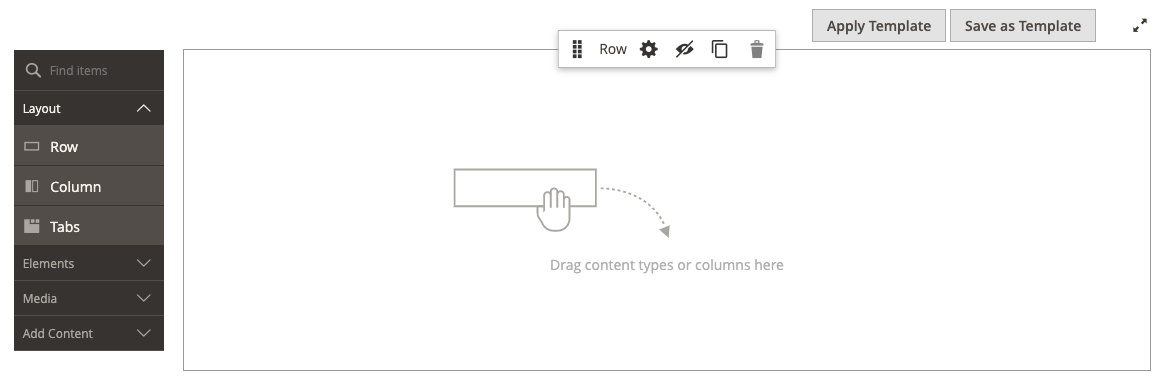 Apply Template
Save as Template
Row
Find items
Layout
Row
Column
Tabs
Elements
Media
Add Content
Drag content types or columns here